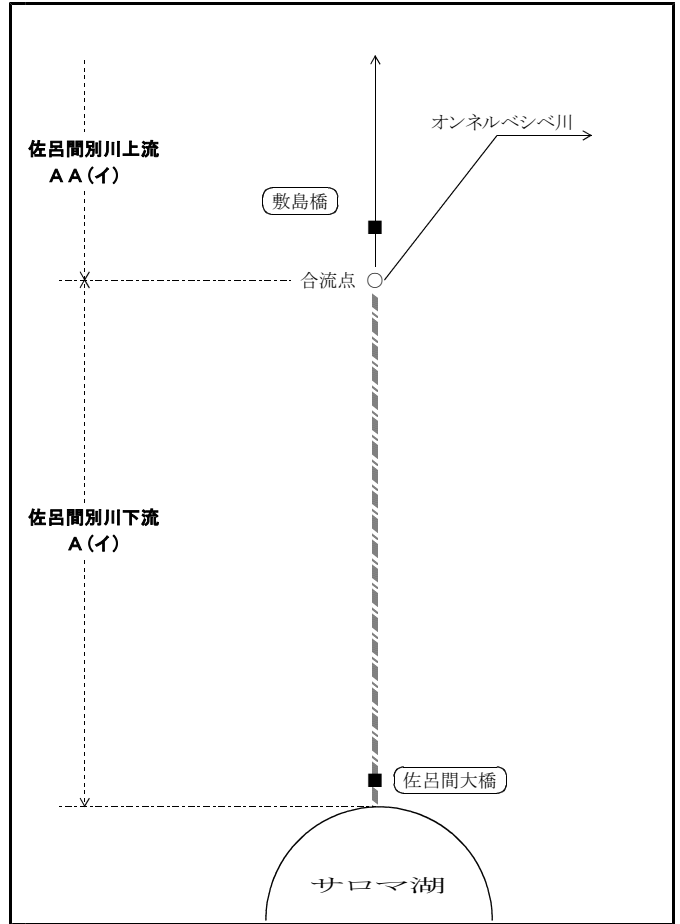 オンネルベシベ川
佐呂間別川上流
ＡＡ(イ)
敷島橋
合流点
佐呂間別川下流
Ａ(イ)
佐呂間大橋
サロマ湖